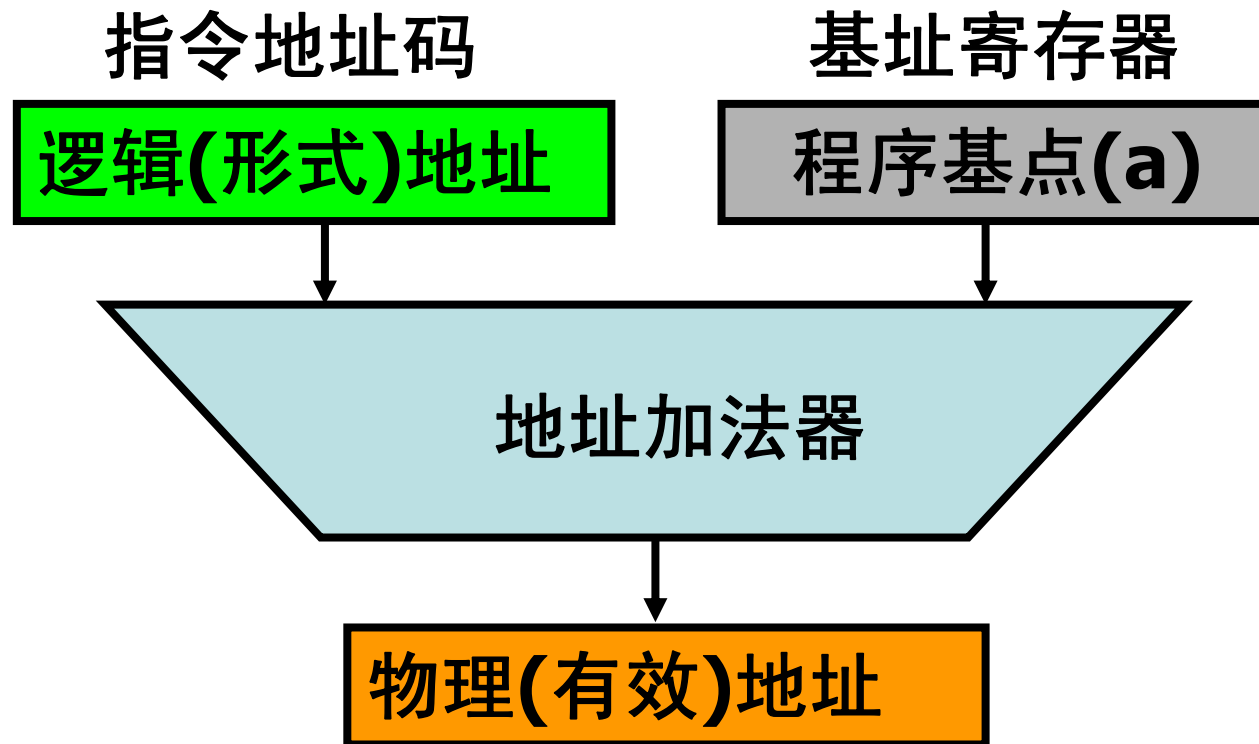 指令地址码
基址寄存器
逻辑(形式)地址
程序基点(a)
地址加法器
物理(有效)地址